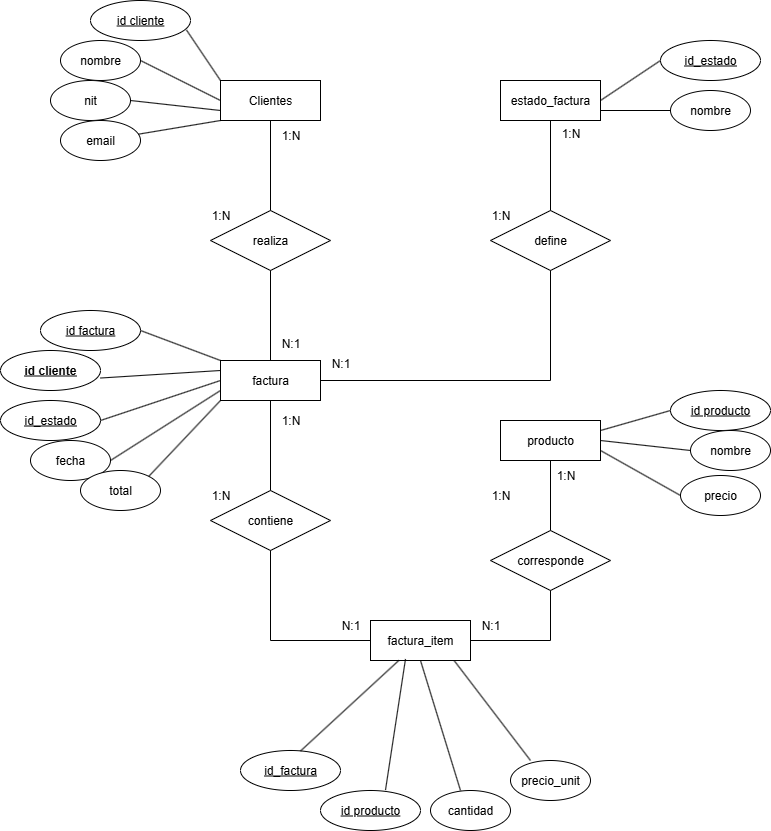 id cliente
nombre
nit
email
Clientes
estado_factura
id_estado
nombre
1:N
1:N
1:N
1:N
realiza
define
id factura
id cliente
id_estado
fecha
total
N:1
N:1
factura
1:N
id producto
nombre
precio
producto
1:N
1:N
1:N
contiene
corresponde
N:1
N:1
factura_item
id_factura
id producto
cantidad
precio_unit